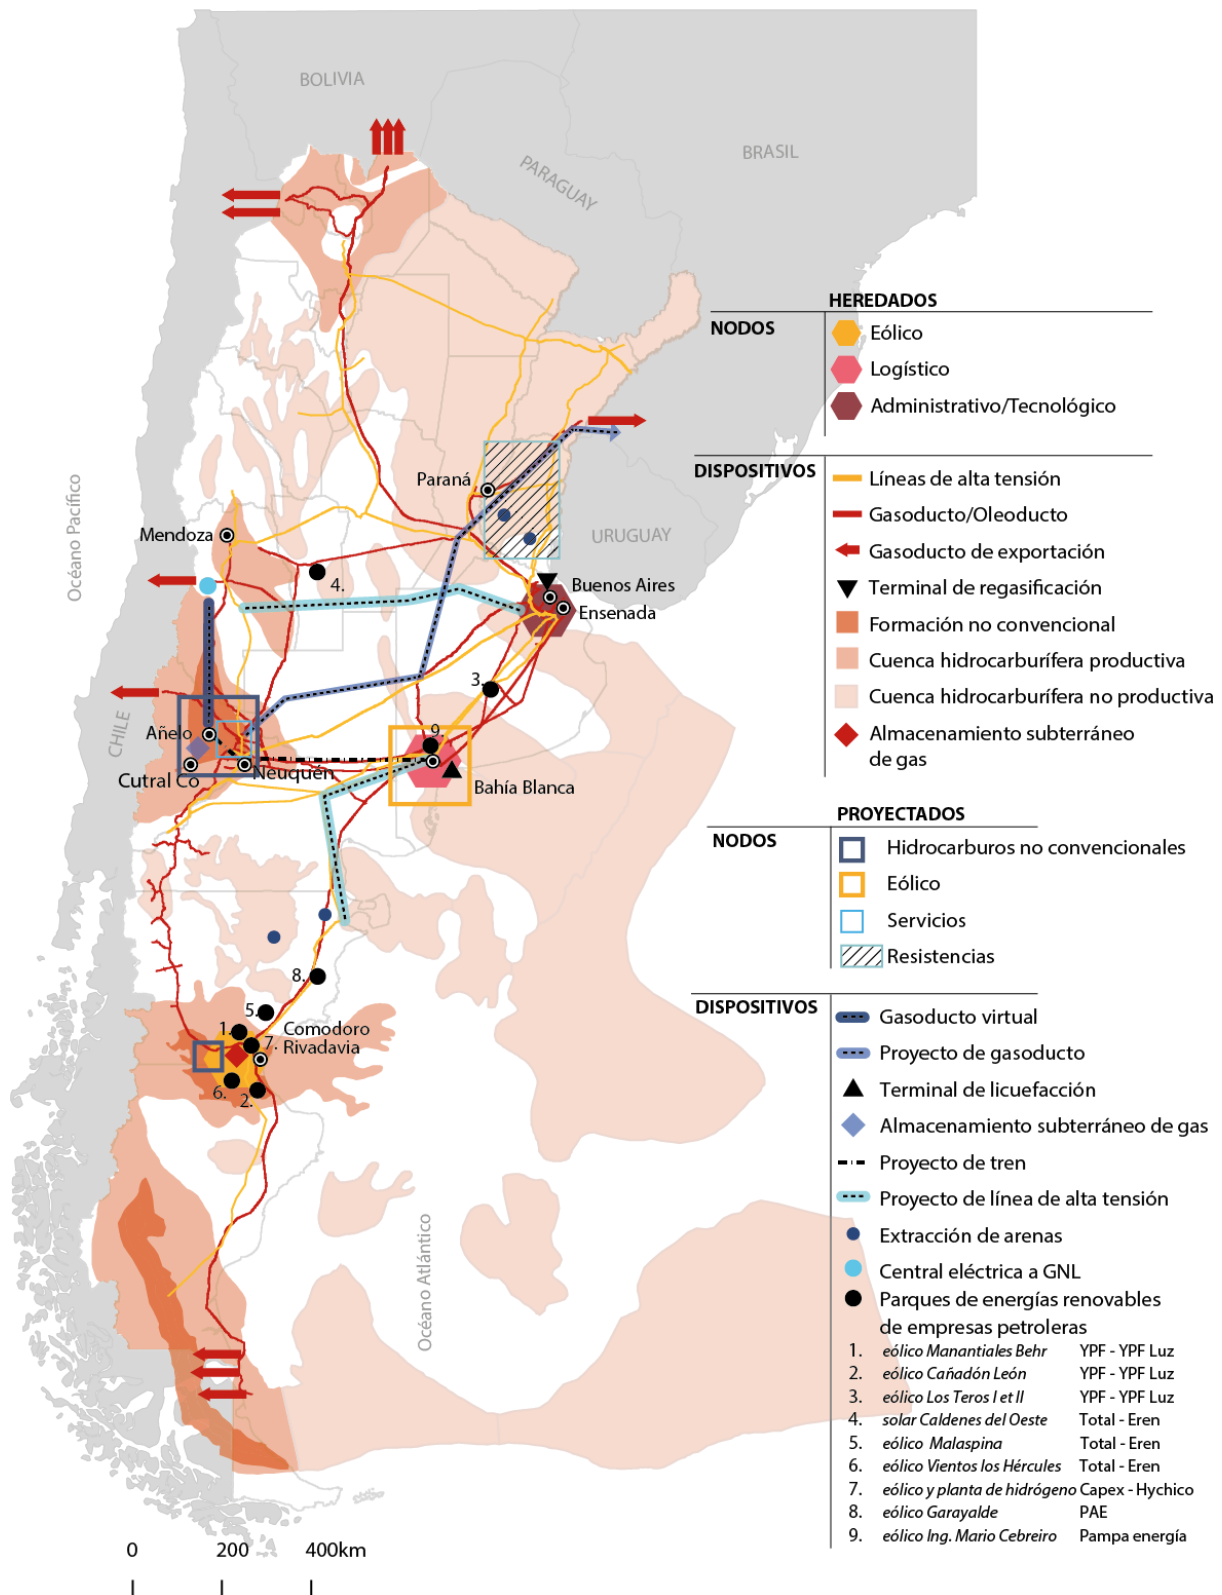 BOLIVIA
PARAGUAY
BRASIL
Océano Pacífico
CHILE
URUGUAY
Océano Atlántico
Paraná
Mendoza
4.
Buenos Aires
Ensenada
3.
Añelo
9
Cutral Có
Neuquén
Bahía Blanca
8.
5.
1.
7.
Comodoro
Rivadavia
6.
2.
0 200 400km
HEREDADOS
NODOS
Eólico
Logístico
Administrativo/Tecnológico
DISPOSITIVOS
Líneas de alta tensión
Gasoducto/Oleoducto
Gasoducto de exportación
Terminal de regasificación
Formación no convencional
Cuenca hidrocarburífera productiva
Cuenca hidrocarburífera no productiva
Almacenamiento subterráneo
de gas
PROYECTADOS
NODOS
Hidrocarburos no convencionales
Eólico
Servicios
Resistencias
DISPOSITIVOS
Gasoducto virtual
Proyecto de gasoducto
Terminal de licuefacción
Almacenamiento subterráneo de gas
Proyecto de tren
Proyecto de línea de alta tensión
Extracción de arenas
Central eléctrica a GNL
Parques de energías renovables
de empresas petroleras
1. eólico Manantiales Behr YPF - YPF Luz
2. eólico Cañadón León YPF - YPF Luz
3. eólico Los Teros I et II YPF - YPF Luz
4. solar Caldenes del Oeste Total - Eren
5. eólico Malaspina Total - Eren
6. eólico Vientos los Hércules Total - Eren
7. eólico y planta de hidrógeno Capex - Hychico
8. eólico Garayalde PAE
9. eólico Ing. Mario Cebreiro Pampa energía